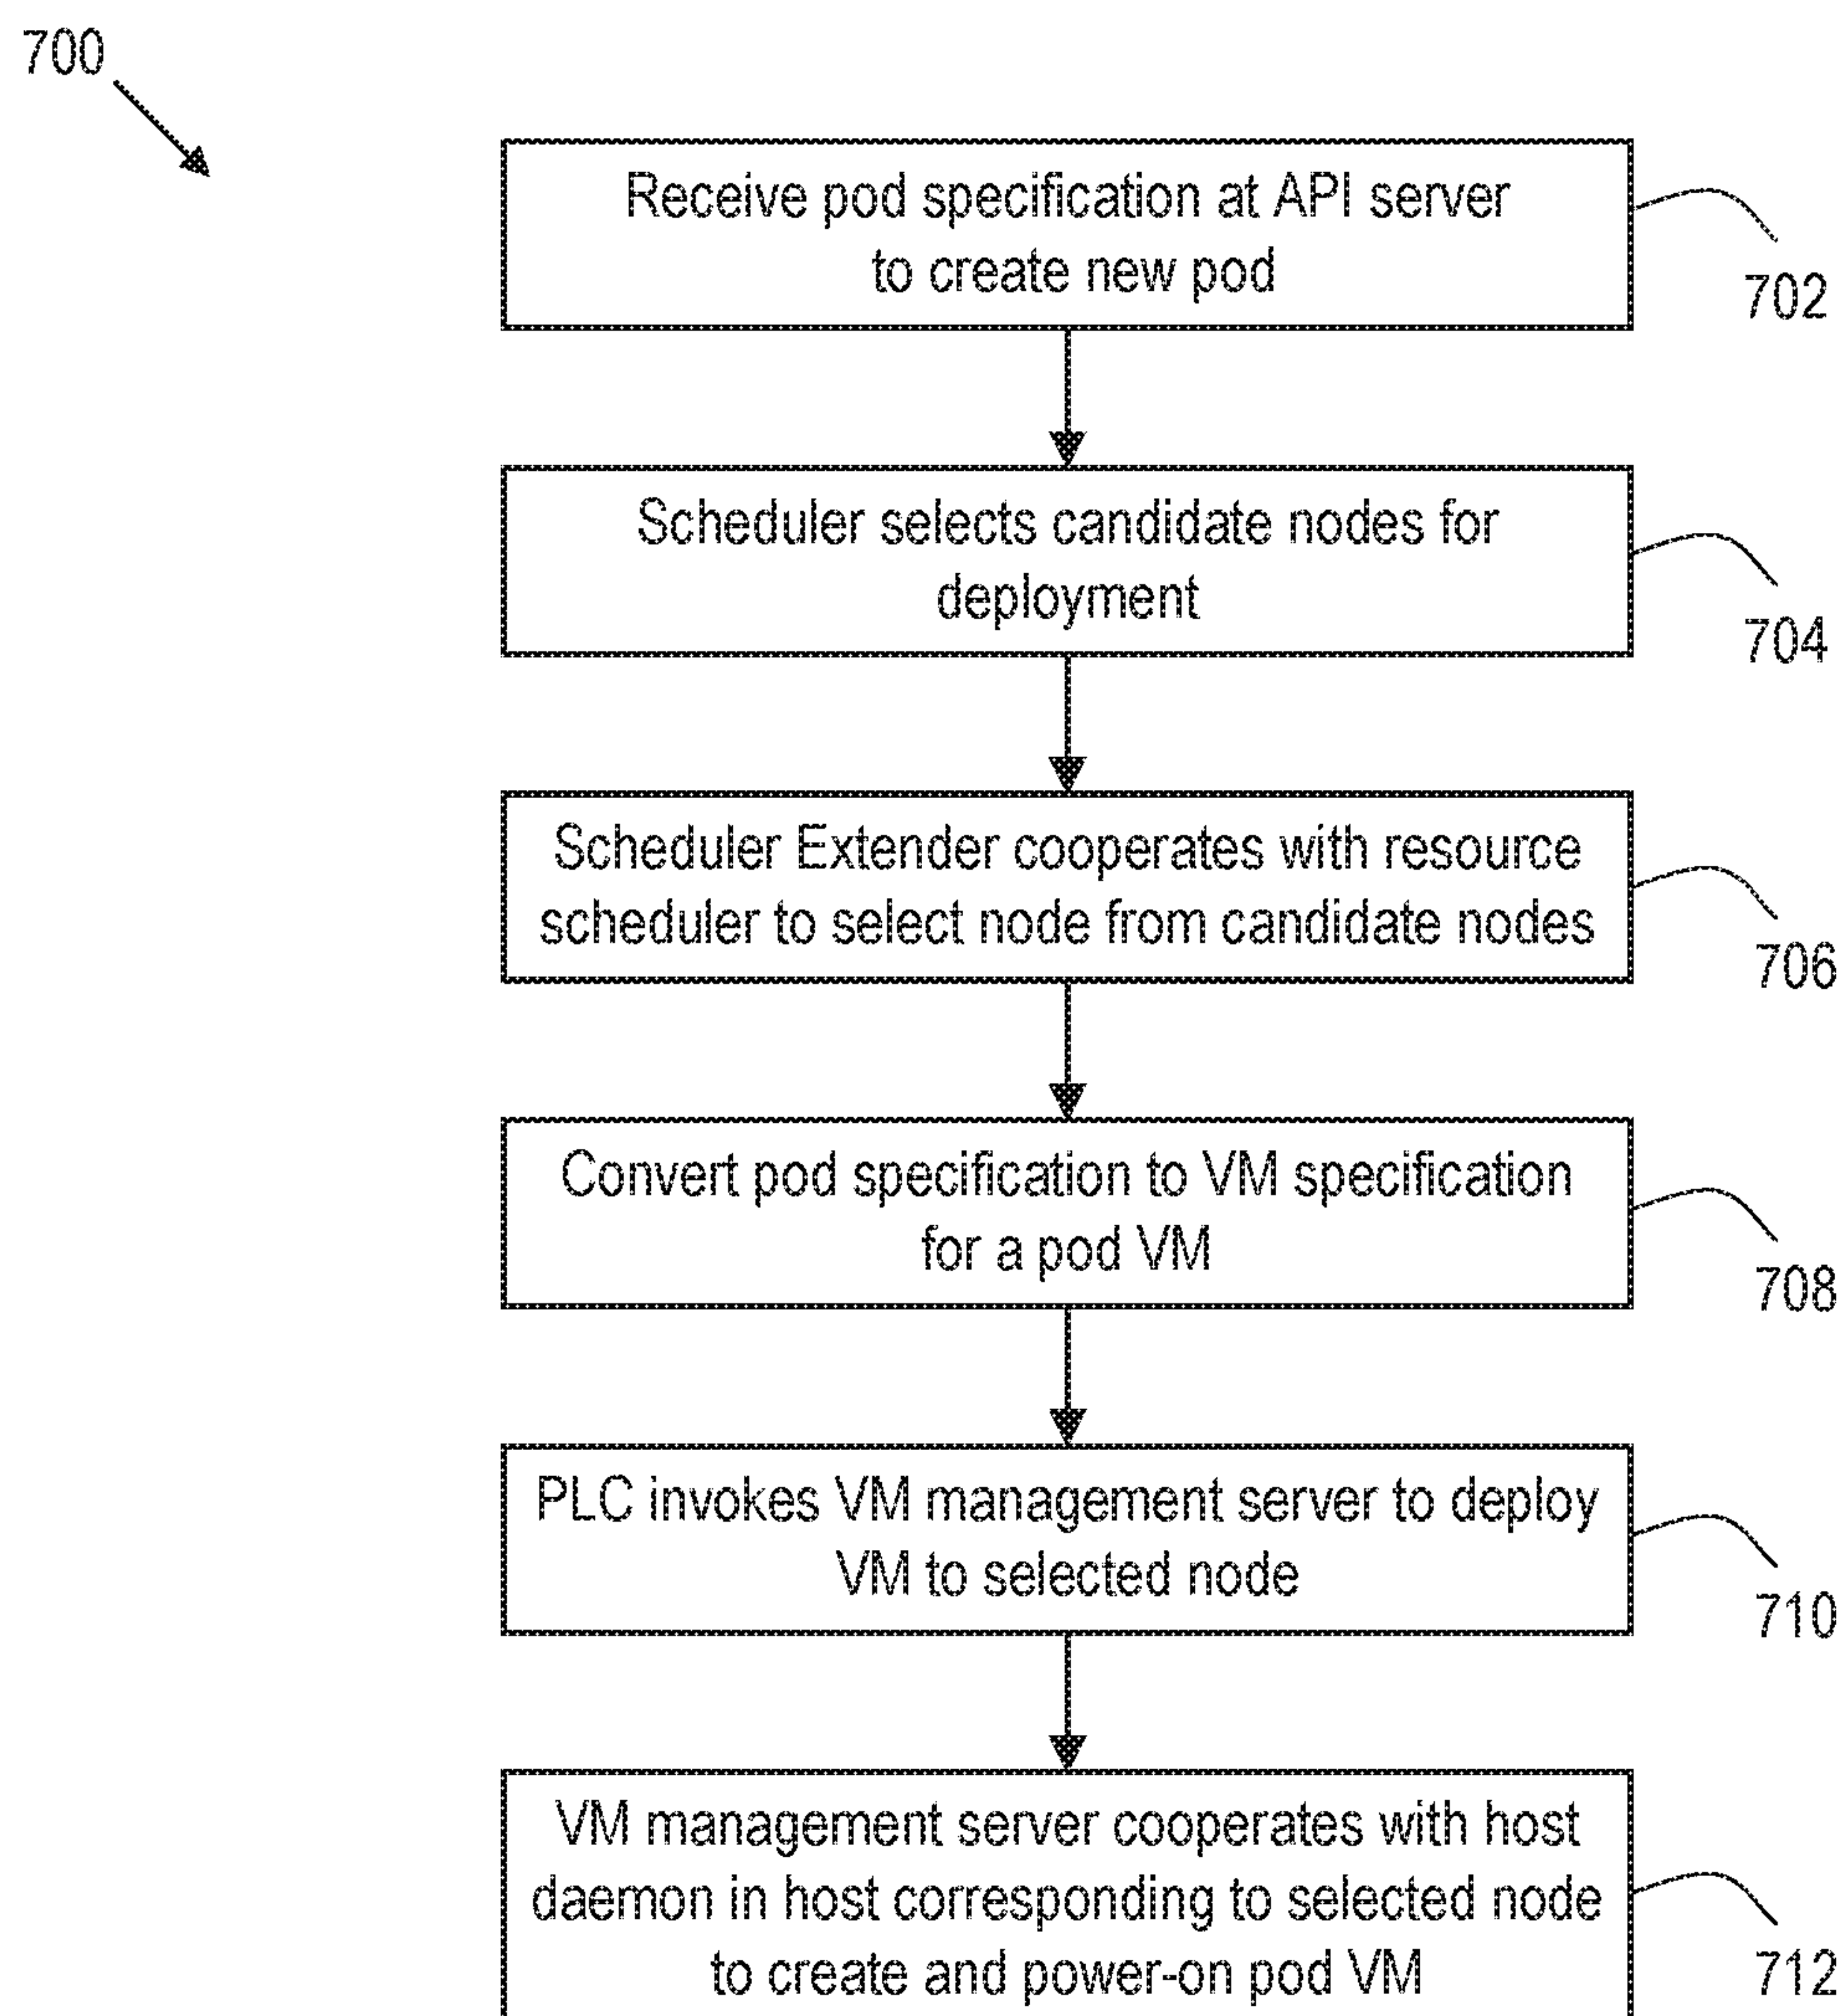 700
Receive pod specification at API server
to create new pod
702
Scheduler selects candidate nodes for
deployment
704
Scheduler Extender cooperates with resource
scheduler to select node from candidate nodes
706
Convert pod specification to VM specification
for a pod VM
708
PLC invokes VM management server to deploy
VM to selected node
710
VM management server cooperates with host
daemon in host corresponding to selected node
to create and power-on pod VM
712